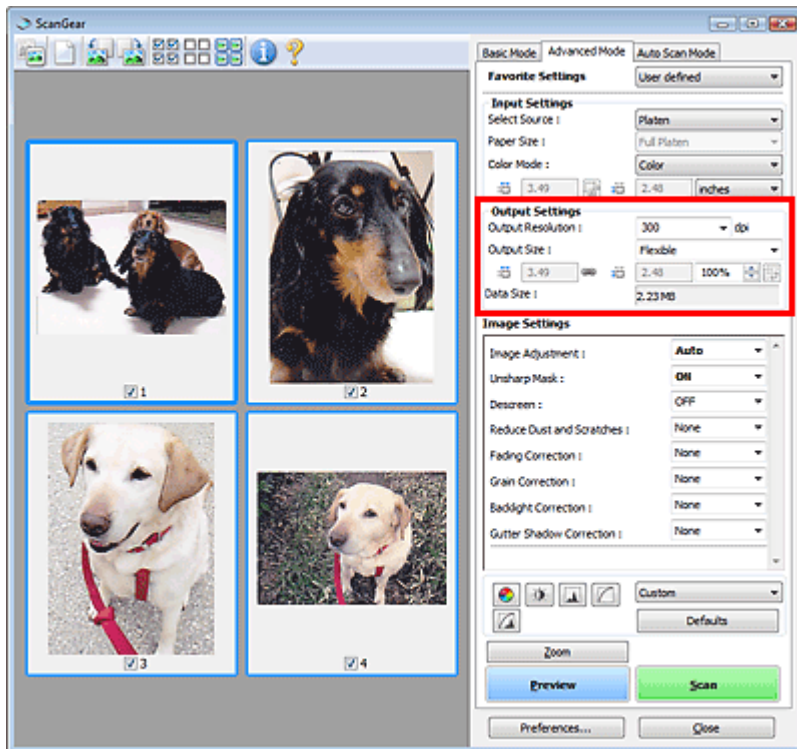 ScanGear
Basic Mode Advanced Mode Auto Scan Mode
Favorite Settings User defined
Input Settings
Select Source : Platen
Paper Size : Full Platen
Color Mode : Color
3.49 2.48 inches
Output Settings
Output Resolution : 300 dpi
Output Size : Flexible
3.49 2.48 100%
Data Size : 2.23 MB
Image Settings
Image Adjustment : Auto
Unsharp Mask : ON
Descreen : OFF
Reduce Dust and Scratches : None
Fading Correction : None
Grain Correction : None
Backlight Correction : None
Gutter Shadow Correction : None
Custom
Defaults
Zoom
Preview Scan
Preferences... Close
1
2
3
4